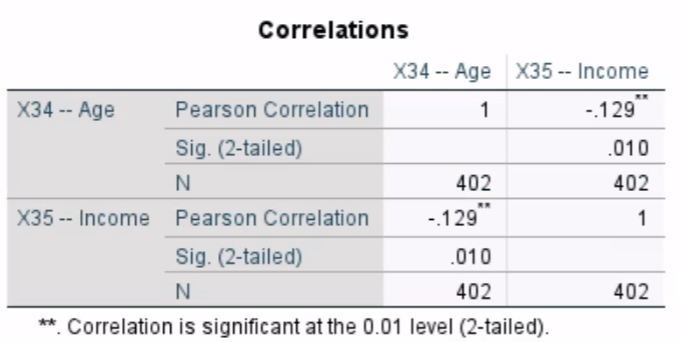 Correlations
X34 -- Age X35 -- Income
X34 -- Age Pearson Correlation 1 -.129**
Sig. (2-tailed) .010
N 402 402
X35 -- Income Pearson Correlation -.129** 1
Sig. (2-tailed) .010
N 402 402
**. Correlation is significant at the 0.01 level (2-tailed).